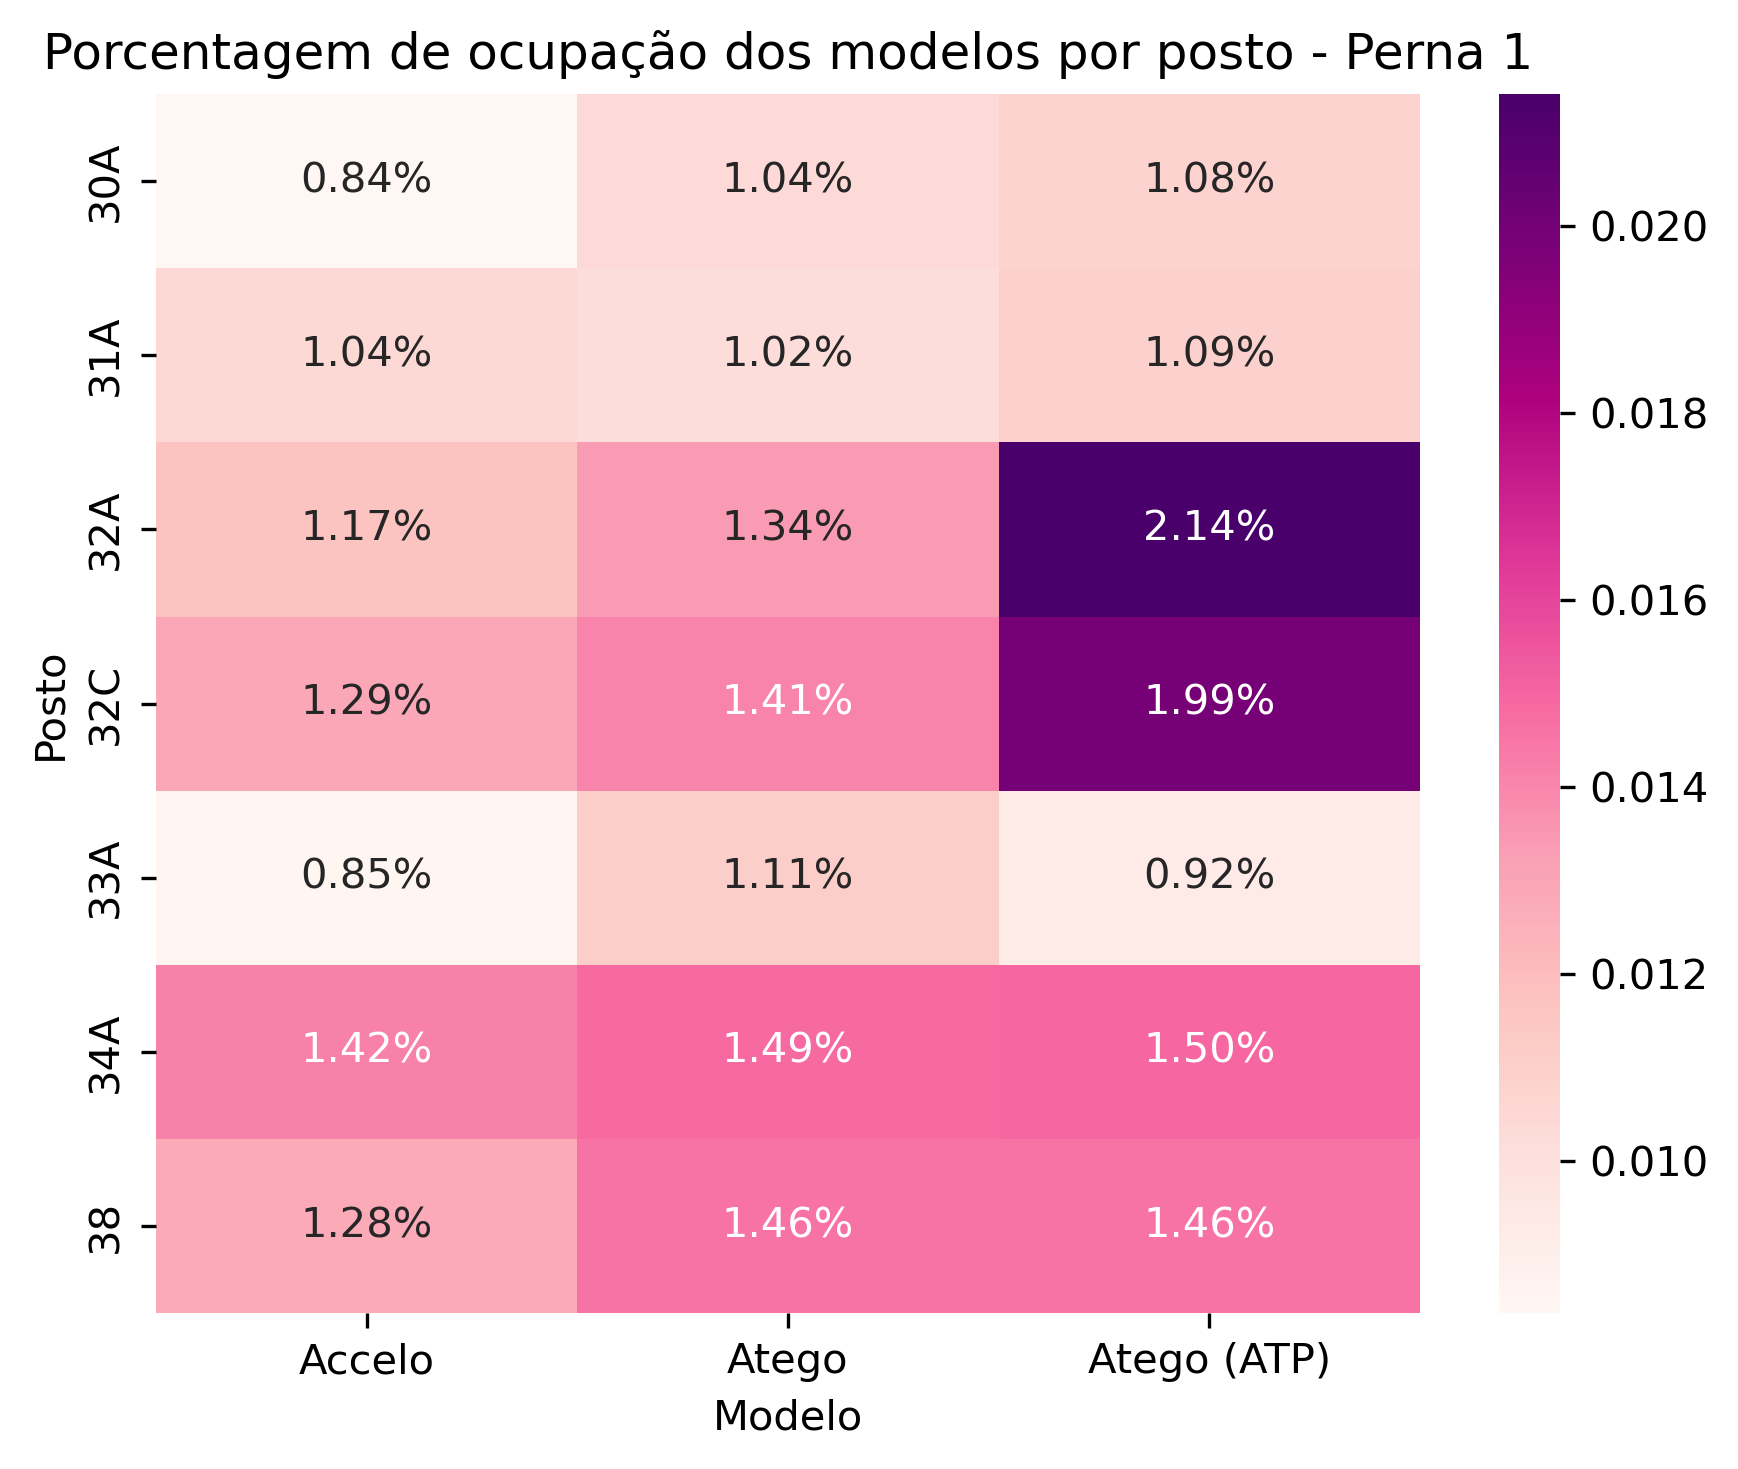 Porcentagem de ocupação dos modelos por posto - Perna 1
30A 0.84% 1.04% 1.08%
31A 1.04% 1.02% 1.09%
32A 1.17% 1.34% 2.14%
32C 1.29% 1.41% 1.99%
33A 0.85% 1.11% 0.92%
34A 1.42% 1.49% 1.50%
38 1.28% 1.46% 1.46%
Posto
Accelo Atego Atego (ATP)
Modelo
0.020
0.018
0.016
0.014
0.012
0.010